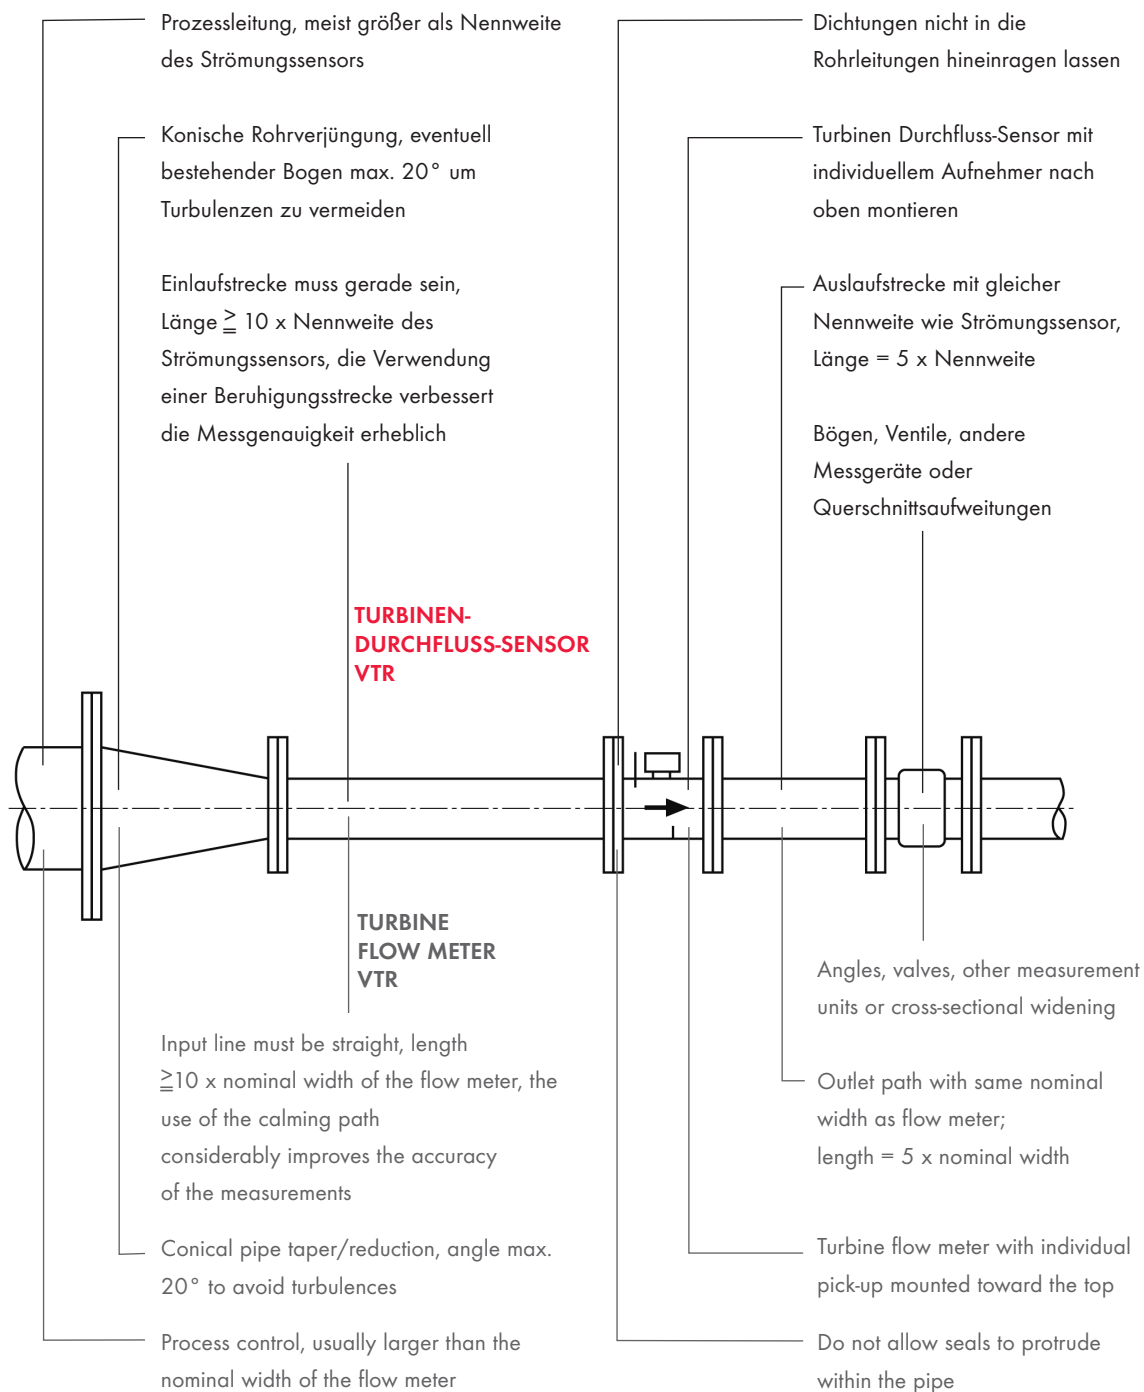 Prozessleitung, meist größer als Nennweite
des Strömungssensors
Konische Rohrverjüngung, eventuell
bestehender Bogen max. 20° um
Turbulenzen zu vermeiden
Einlaufstrecke muss gerade sein,
Länge ≧ 10 x Nennweite des
Strömungssensors, die Verwendung
einer Beruhigungsstrecke verbessert
die Messgenauigkeit erheblich
Dichtungen nicht in die
Rohrleitungen hineinragen lassen
Turbinen Durchfluss-Sensor mit
individuellem Aufnehmer nach
oben montieren
Auslaufstrecke mit gleicher
Nennweite wie Strömungssensor,
Länge = 5 x Nennweite
Bögen, Ventile, andere
Messgeräte oder
Querschnittsaufweitungen
TURBINEN-
DURCHFLUSS-SENSOR
VTR
TURBINE
FLOW METER
VTR
Input line must be straight, length
≧10 x nominal width of the flow meter, the
use of the calming path
considerably improves the accuracy
of the measurements
Conical pipe taper/reduction, angle max.
20° to avoid turbulences
Process control, usually larger than the
nominal width of the flow meter
Angles, valves, other measurement
units or cross-sectional widening
Outlet path with same nominal
width as flow meter;
length = 5 x nominal width
Turbine flow meter with individual
pick-up mounted toward the top
Do not allow seals to protrude
within the pipe